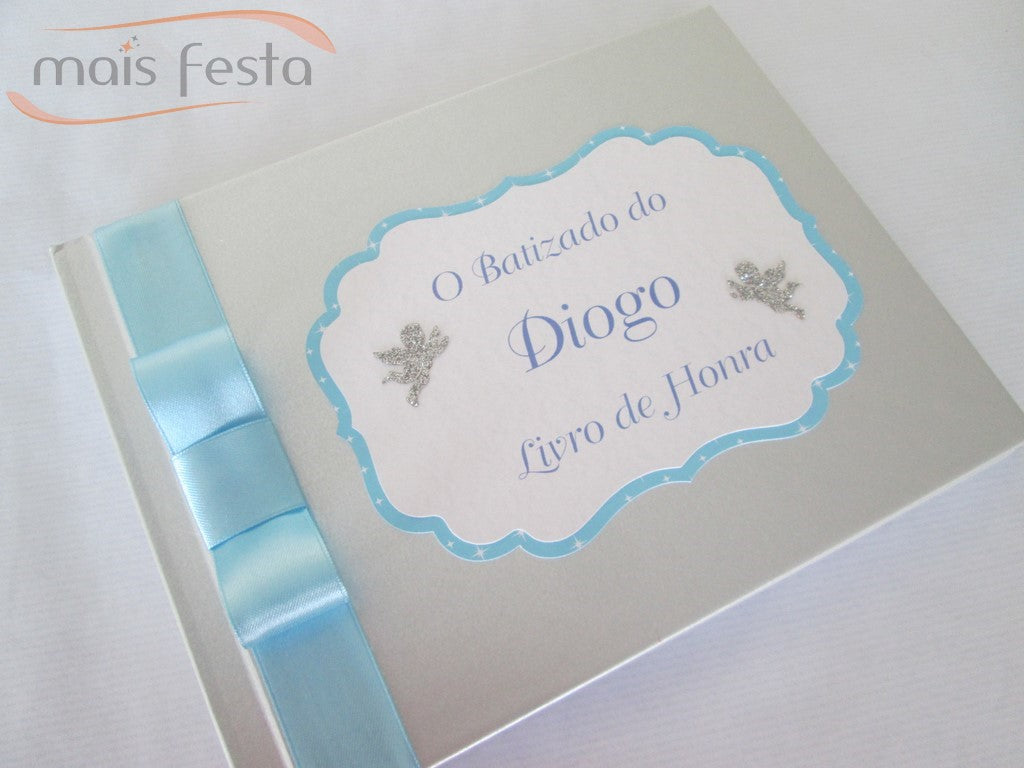 mais festa
O Batizado do
Diogo
Livro de Honra